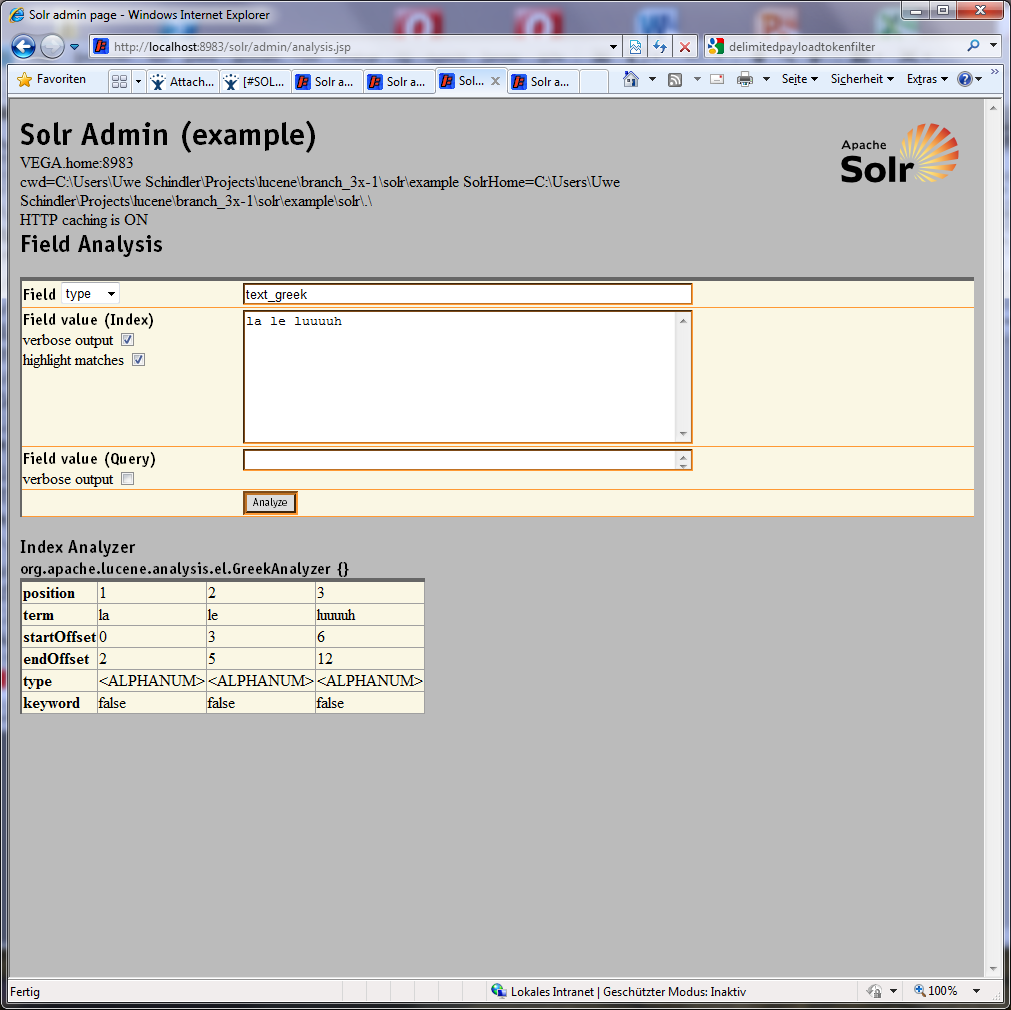 Solr admin page - Windows Internet Explorer
http://localhost:8983/solr/admin/analysis.jsp
delimitedpayloadtokenfilter
Favoriten
Attach...
[#SOL...
Solr a...
Solr a...
Sol...
Solr a...
Seite
Sicherheit
Extras
»
Solr Admin (example)
VEGA.home:8983
cwd=C:\Users\Uwe Schindler\Projects\lucene\branch_3x-1\solr\example SolrHome=C:\Users\Uwe
Schindler\Projects\lucene\branch_3x-1\solr\example\solr\.\
HTTP caching is ON
Apache
Solr
Field Analysis
Field type text_greek
Field value (Index) la le luuuuh
verbose output
highlight matches
Field value (Query)
verbose output
Analyze
Index Analyzer
org.apache.lucene.analysis.el.GreekAnalyzer {}
position 1 2 3
term la le luuuuh
startOffset 0 3 6
endOffset 2 5 12
type <ALPHANUM> <ALPHANUM> <ALPHANUM>
keyword false false false
Fertig
Lokales Intranet | Geschützter Modus: Inaktiv
100%